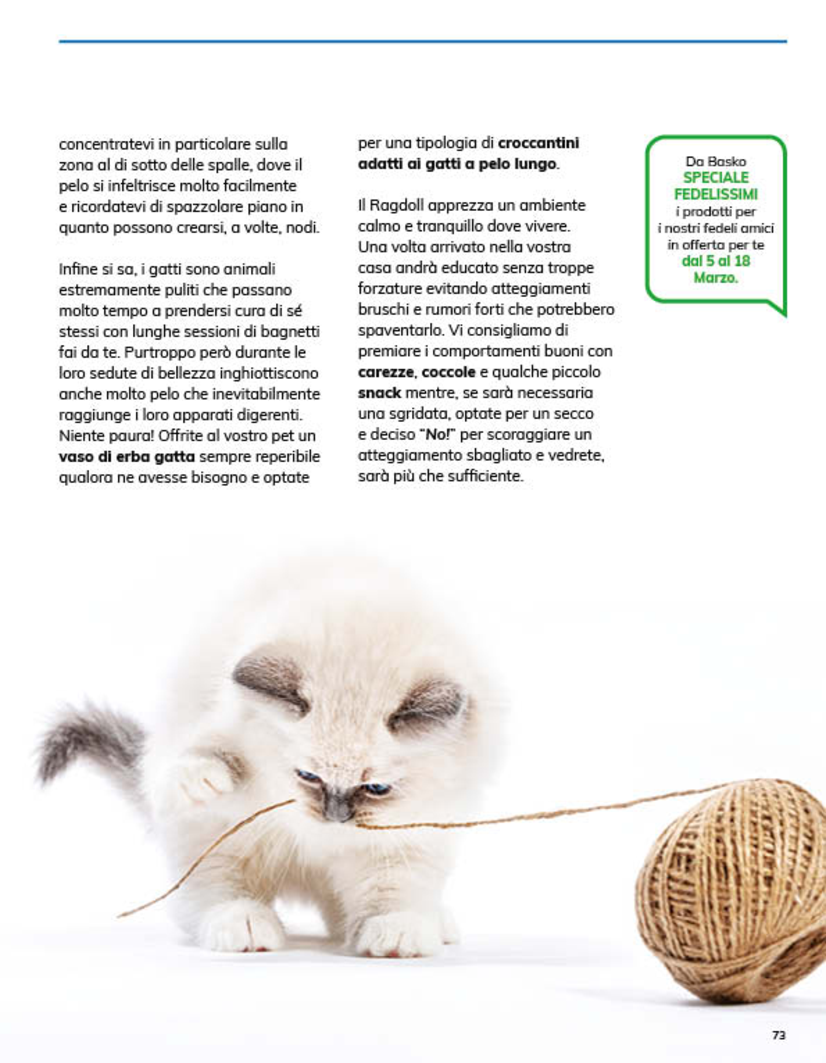 concentratevi in particolare sulla
zona al di sotto delle spalle, dove il
pelo si infeltrisce molto facilmente
e ricordatevi di spazzolare piano in
quanto possono crearsi, a volte, nodi.
Infine si sa, i gatti sono animali
estremamente puliti che passano
molto tempo a prendersi cura di sé
stessi con lunghe sessioni di bagnetti
fai da te. Purtroppo però durante le
loro sedute di bellezza inghiottiscono
anche molto pelo che inevitabilmente
raggiunge i loro apparati digerenti.
Niente paura! Offrite al vostro pet un
vaso di erba gatta sempre reperibile
qualora ne avesse bisogno e optate
per una tipologia di croccantini
adatti ai gatti a pelo lungo.
Il Ragdoll apprezza un ambiente
calmo e tranquillo dove vivere.
Una volta arrivato nella vostra
casa andrà educato senza troppe
forzature evitando atteggiamenti
bruschi e rumori forti che potrebbero
spaventarlo. Vi consigliamo di
premiare i comportamenti buoni con
carezze, coccole e qualche piccolo
snack mentre, se sarà necessaria
una sgridata, optate per un secco
e deciso “No!” per scoraggiare un
atteggiamento sbagliato e vedrete,
sarà più che sufficiente.
Da Basko
SPECIALE
FEDELISSIMI
i prodotti per
i nostri fedeli amici
in offerta per te
dal 5 al 18
Marzo.
73